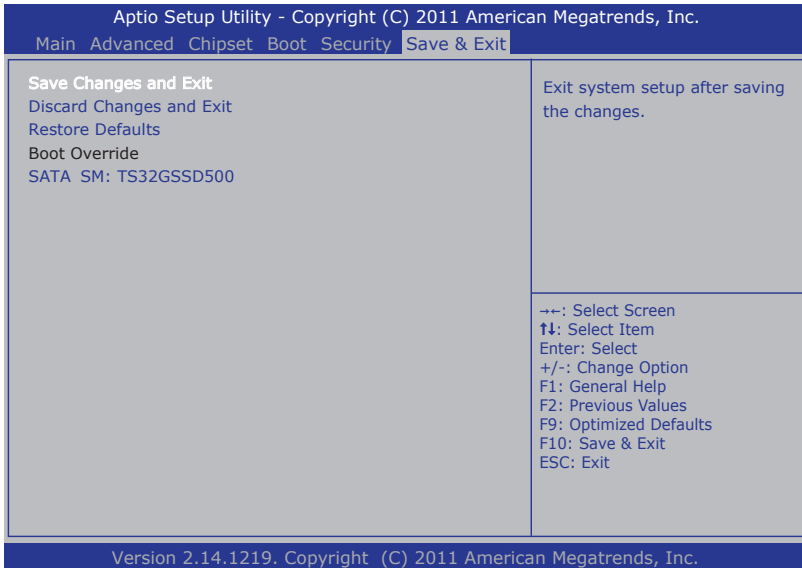 Aptio Setup Utility - Copyright (C) 2011 American Megatrends, Inc.
Main Advanced Chipset Boot Security Save & Exit
Save Changes and Exit
Discard Changes and Exit
Restore Defaults
Boot Override
SATA SM: TS32GSSD500
Exit system setup after saving
the changes.
→←: Select Screen
↑↓: Select Item
Enter: Select
+/-: Change Option
F1: General Help
F2: Previous Values
F9: Optimized Defaults
F10: Save & Exit
ESC: Exit
Version 2.14.1219. Copyright (C) 2011 American Megatrends, Inc.